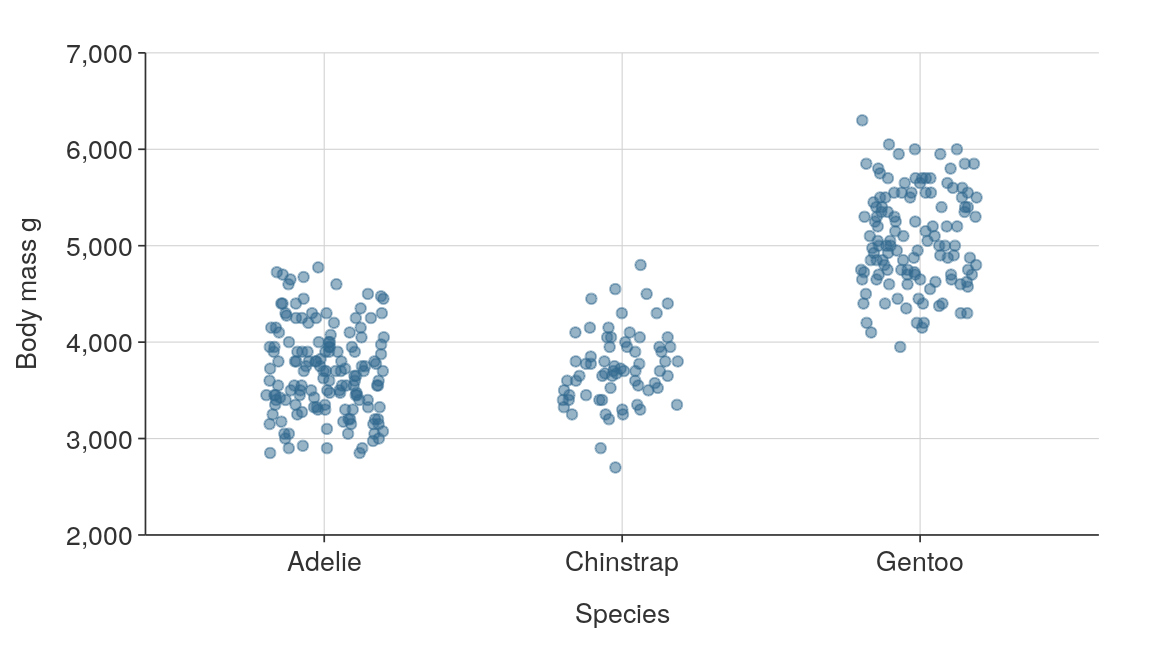 7,000
6,000
5,000
4,000
3,000
2,000
Body mass g
Adelie
Chinstrap
Gentoo
Species